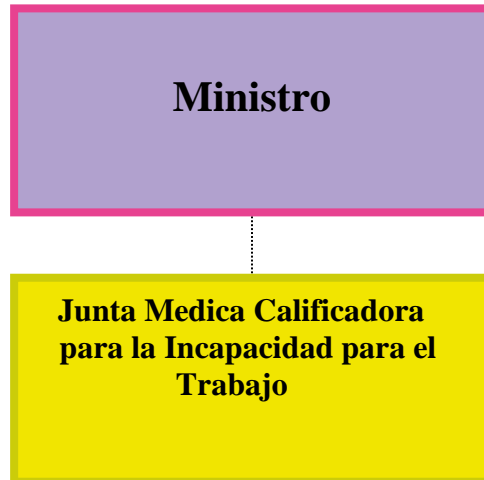 Ministro
Junta Medica Calificadora
para la Incapacidad para el
Trabajo